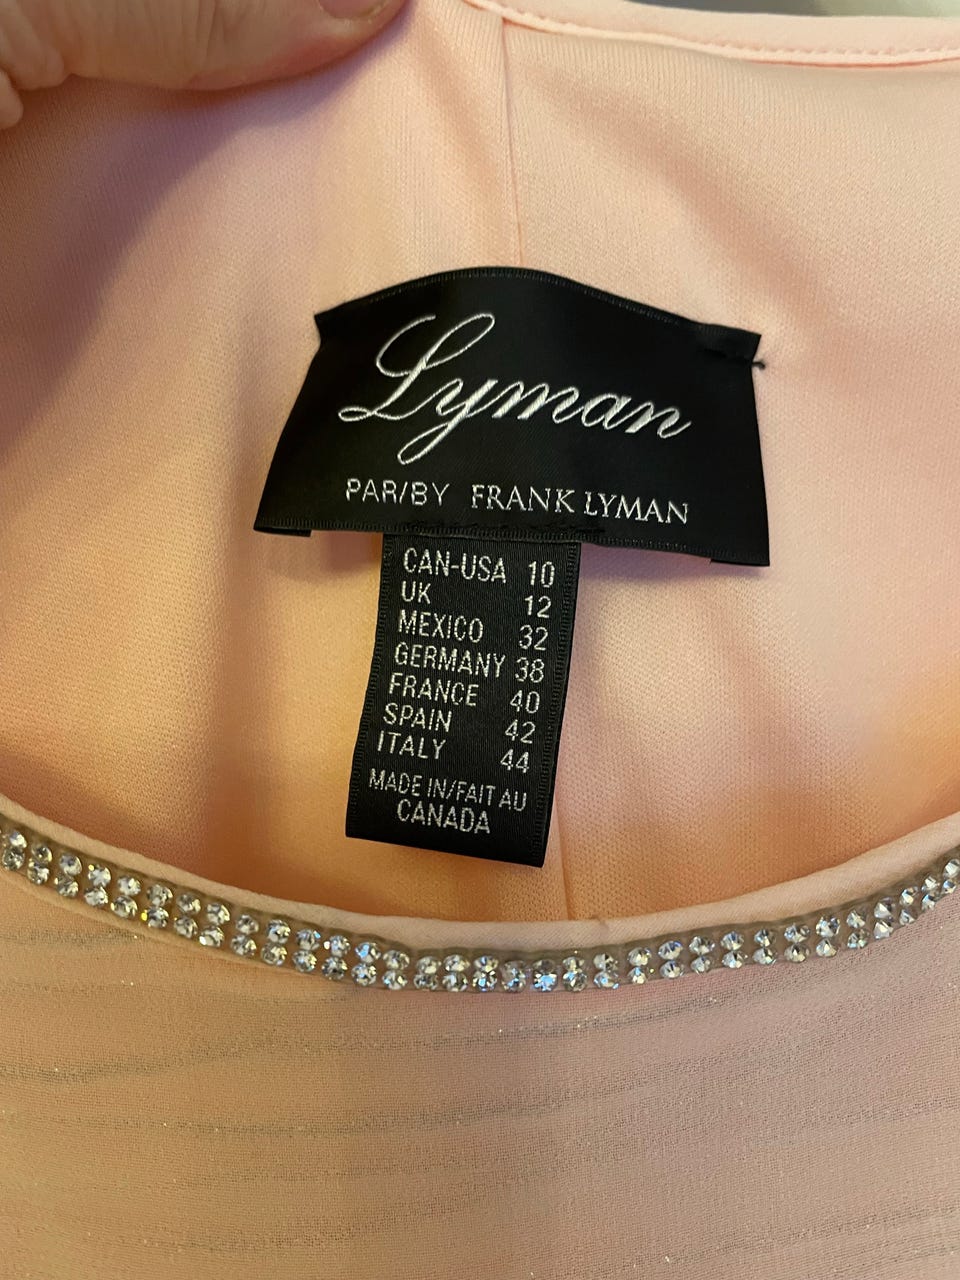 Lyman
PAR/BY FRANK LYMAN
CAN-USA 10
UK 12
MEXICO 32
GERMANY 38
FRANCE 40
SPAIN 42
ITALY 44
MADE IN/FAIT AU
CANADA